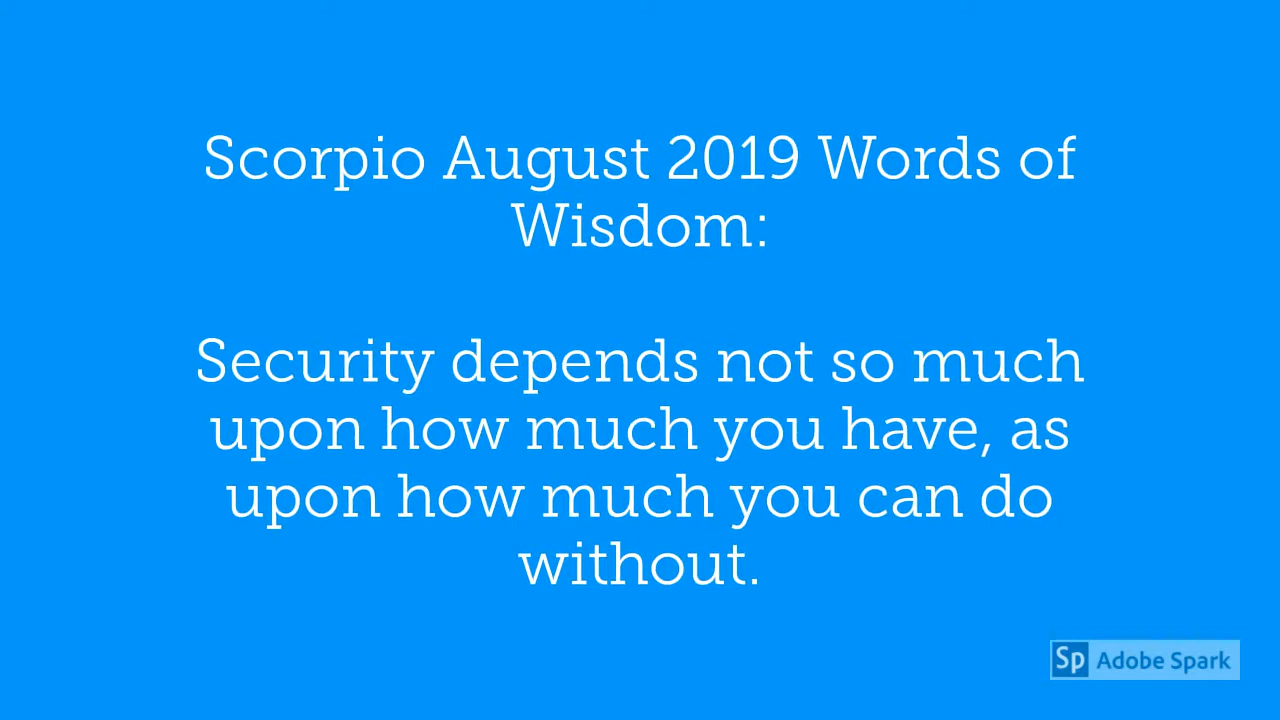 Scorpio August 2019 Words of
Wisdom:
Security depends not so much
upon how much you have, as
upon how much you can do
without.
Sp Adobe Spark